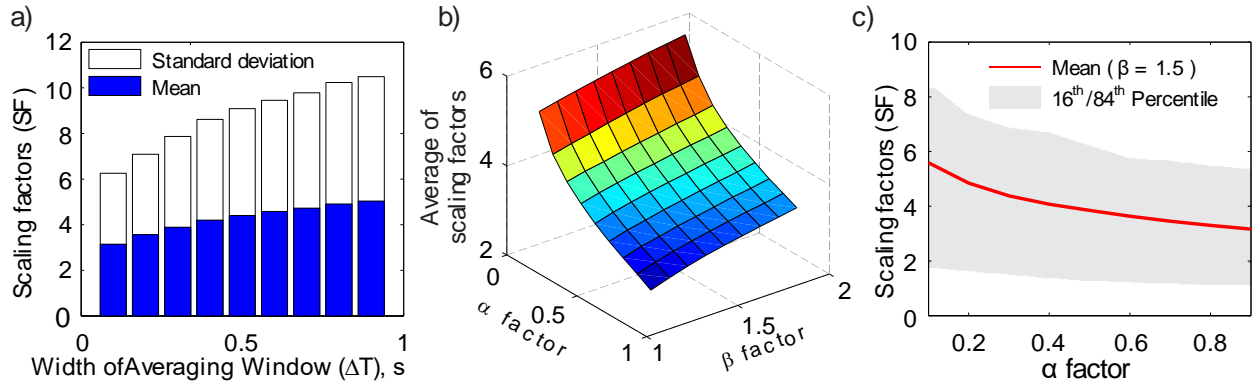 a)
12
10
8
6
4
2
0
Scaling factors (SF)
Standard deviation
Mean
0
0.5
1
Width ofAveraging Window (ΔT), s
b)
6
4
2
Average of
scaling factors
0
0.5
1
α factor
1
1.5
2
β factor
c)
10
8
6
4
2
0
Scaling factors (SF)
Mean ( β = 1.5 )
16th/84th Percentile
0.2
0.4
0.6
0.8
α factor